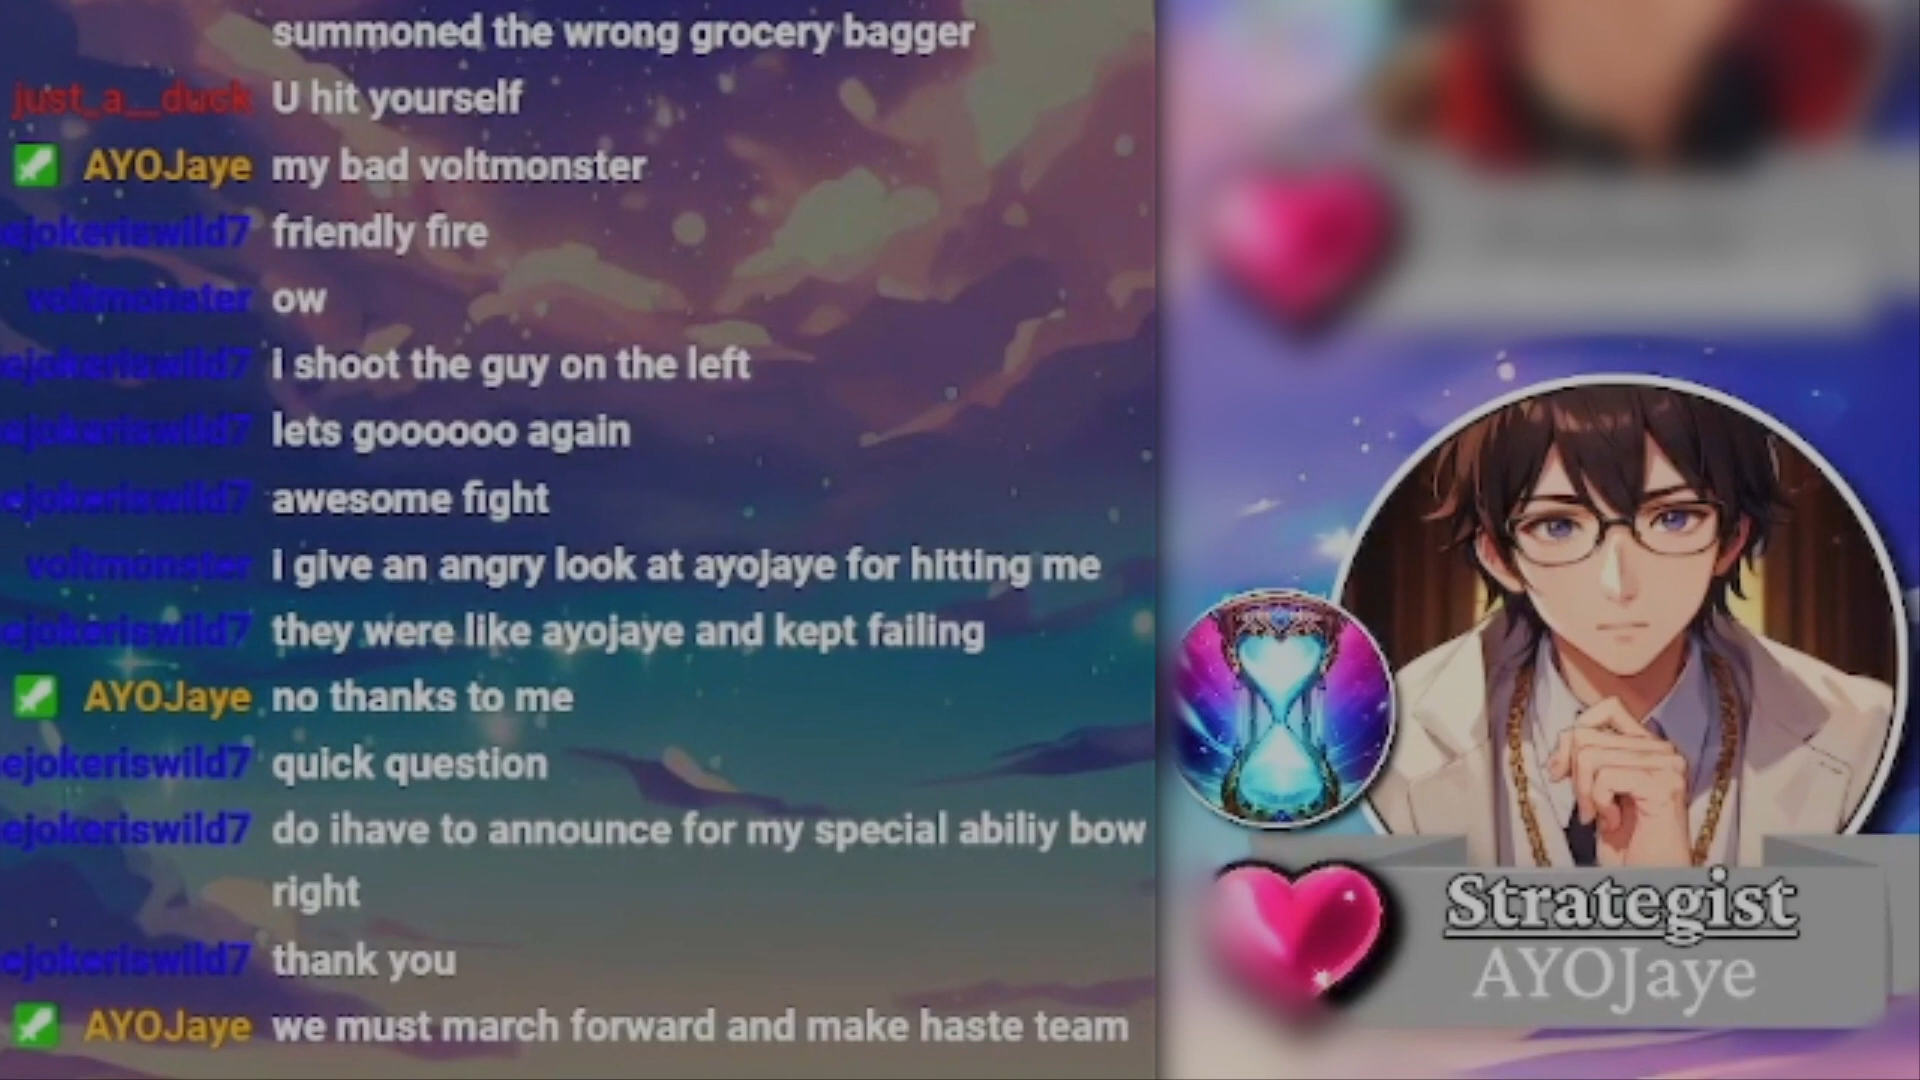 summoned the wrong grocery bagger
just_a__duck U hit yourself
AYOJaye my bad voltmonster
ejokeriswild7 friendly fire
voltmonster ow
ejokeriswild7 i shoot the guy on the left
ejokeriswild7 lets goooooo again
ejokeriswild7 awesome fight
voltmonster i give an angry look at ayojaye for hitting me
ejokeriswild7 they were like ayojaye and kept failing
AYOJaye no thanks to me
ejokeriswild7 quick question
ejokeriswild7 do ihave to announce for my special abiliy bow
right
ejokeriswild7 thank you
AYOJaye we must march forward and make haste team
Strategist
AYOJaye